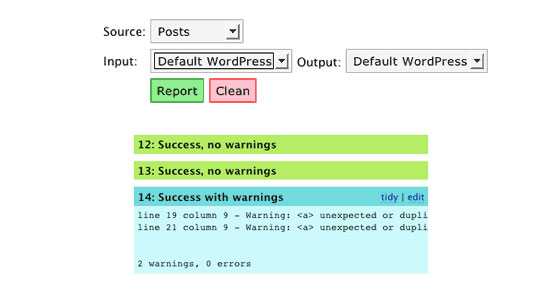 Source: Posts
Input: Default WordPress Output: Default WordPress
Report Clean
12: Success, no warnings
13: Success, no warnings
14: Success with warnings tidy | edit
line 19 column 9 - Warning: <a> unexpected or dupli
line 21 column 9 - Warning: <a> unexpected or dupli
2 warnings, 0 errors